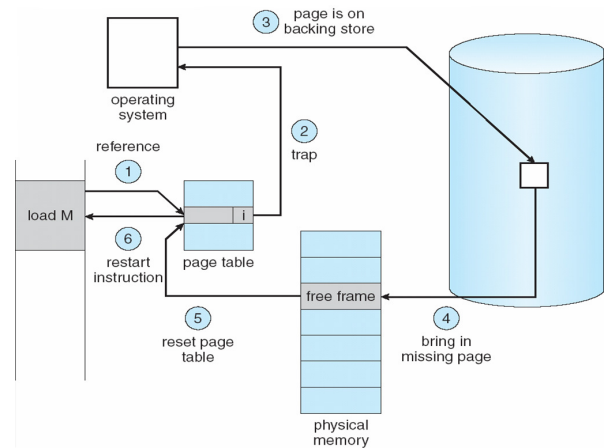 3
page is on
backing store
operating
system
2
trap
reference
1
load M
i
6
restart
instruction
page table
free frame
5
reset page
table
4
bring in
missing page
physical
memory